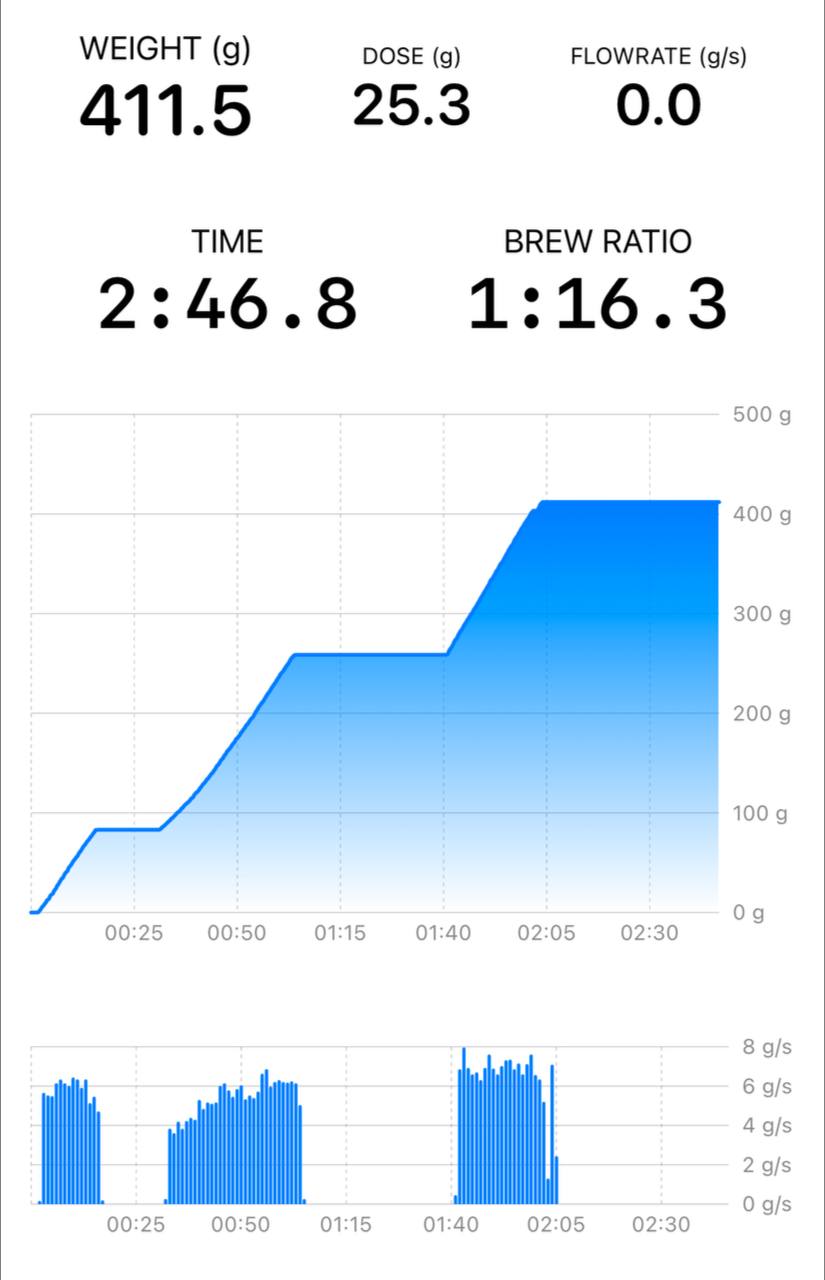 WEIGHT (g) DOSE (g) FLOWRATE (g/s)
411.5 25.3 0.0
TIME BREW RATIO
2:46.8 1:16.3
500 g
400 g
300 g
200 g
100 g
0 g
00:25 00:50 01:15 01:40 02:05 02:30
8 g/s
6 g/s
4 g/s
2 g/s
0 g/s
00:25 00:50 01:15 01:40 02:05 02:30